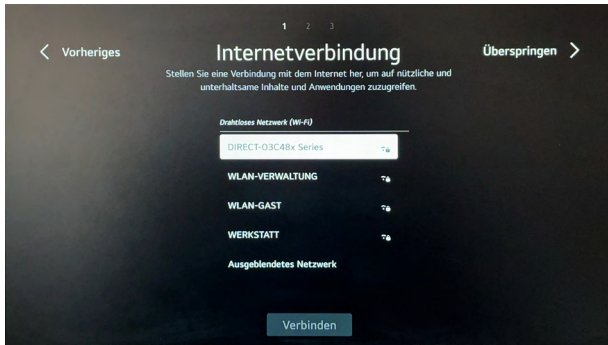 1 2 3
Vorheriges
Internetverbindung
Überspringen
Stellen Sie eine Verbindung mit dem Internet her, um auf nützliche und
unterhaltsame Inhalte und Anwendungen zuzugreifen.
Drahtloses Netzwerk (Wi-Fi)
DIRECT-03C48x Series
WLAN-VERWALTUNG
WLAN-GAST
WERKSTATT
Ausgeblendetes Netzwerk
Verbinden